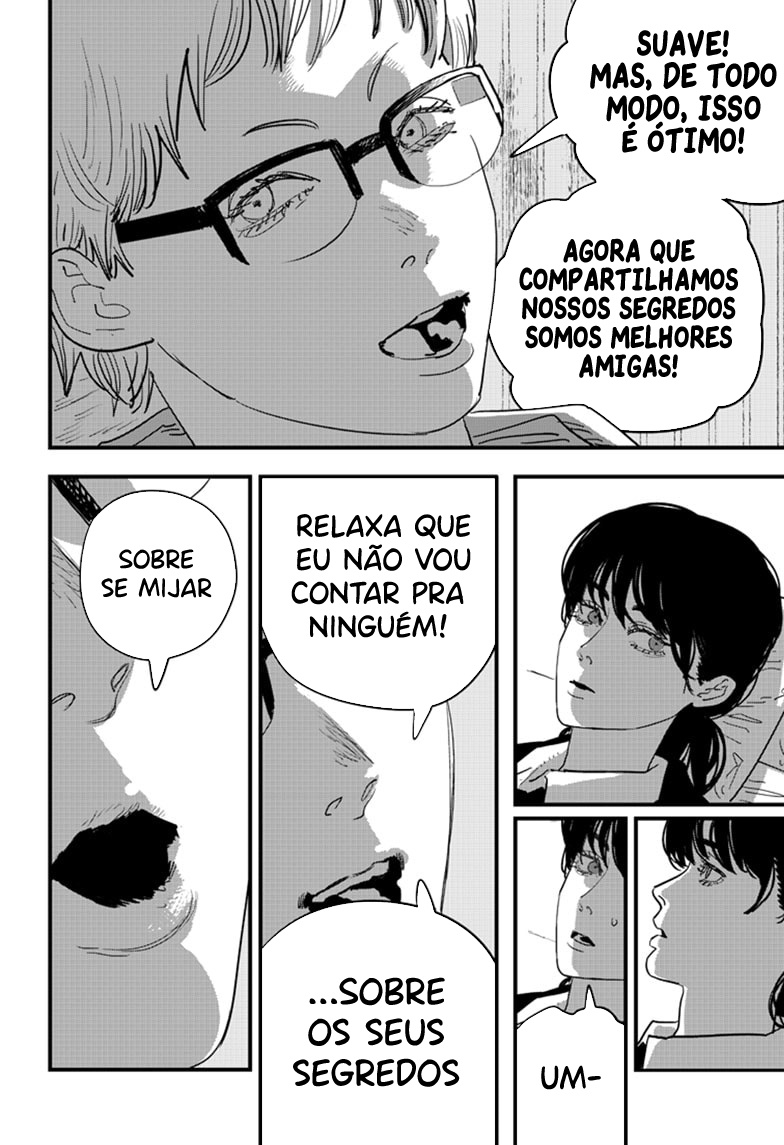 SUAVE!
MAS, DE TODO
MODO, ISSO
É ÓTIMO!
AGORA QUE
COMPARTILHAMOS
NOSSOS SEGREDOS
SOMOS MELHORES
AMIGAS!
UM-
RELAXA QUE
EU NÃO VOU
CONTAR PRA
NINGUÉM!
...SOBRE
OS SEUS
SEGREDOS
SOBRE
SE MIJAR